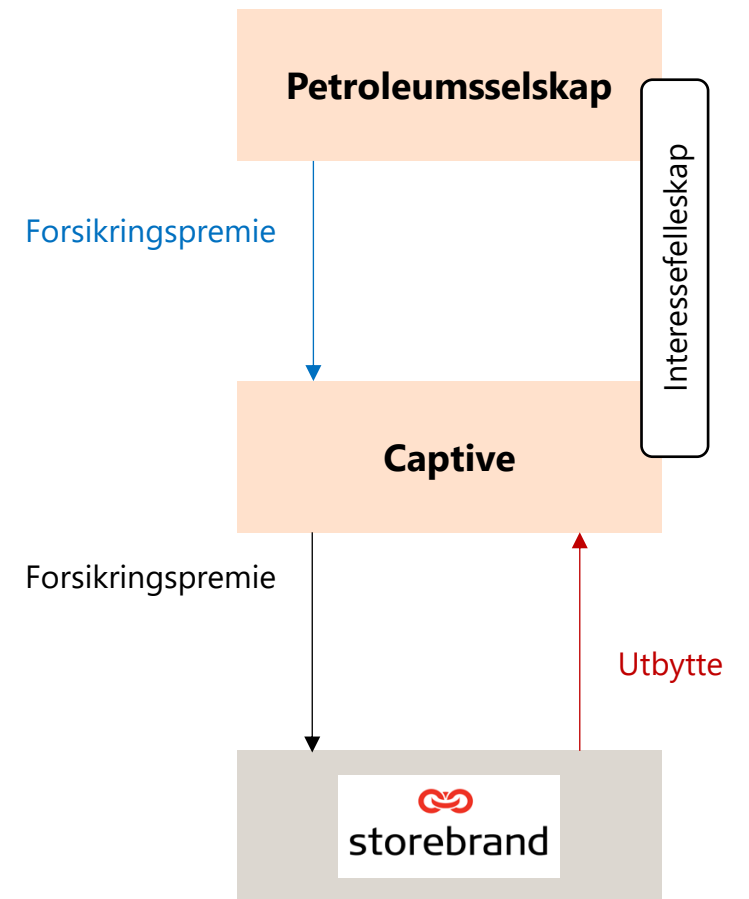 Petroleumsselskap
Interessefelleskap
Forsikringspremie
Captive
Forsikringspremie
Utbytte
storebrand